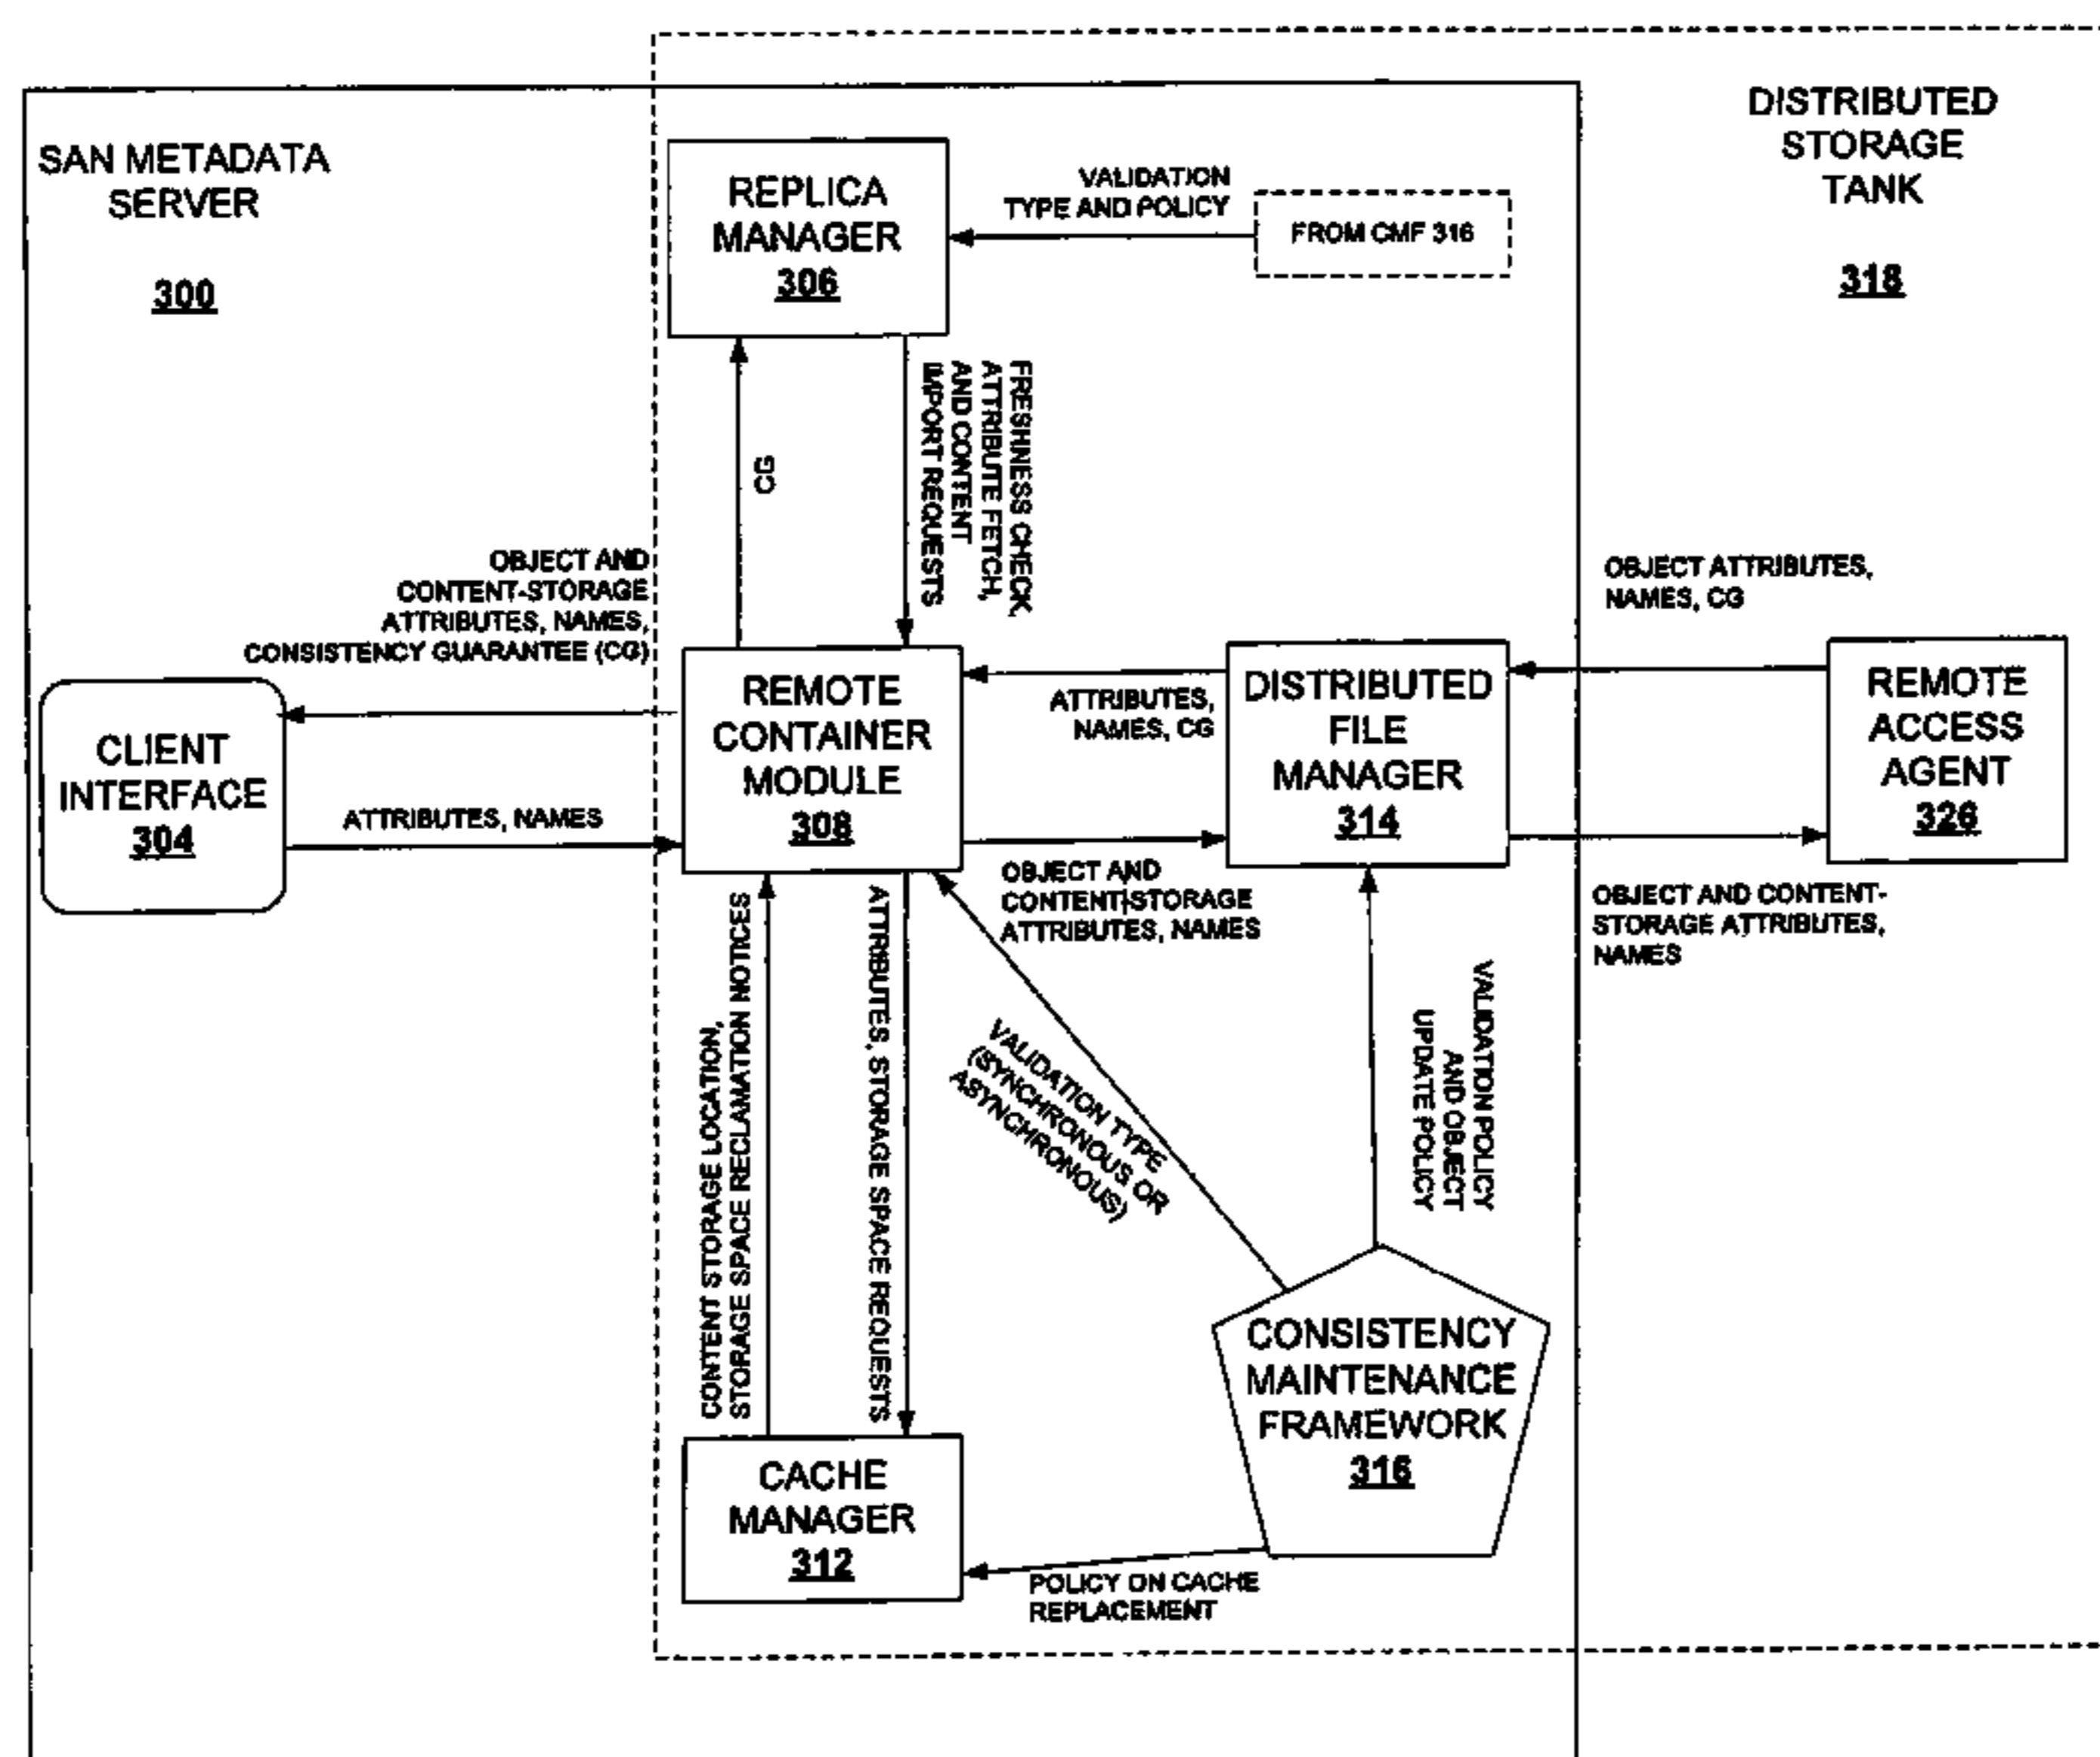 SAN METADATA
SERVER
300
DISTRIBUTED
STORAGE
TANK
318
REPLICA
MANAGER
306
VALIDATION
TYPE AND POLICY
FROM CMF 316
CG
FRESHNESS CHECK,
ATTRIBUTE FETCH,
AND CONTENT
IMPORT REQUESTS
OBJECT AND
CONTENT-STORAGE
ATTRIBUTES, NAMES,
CONSISTENCY GUARANTEE (CG)
CLIENT
INTERFACE
304
ATTRIBUTES, NAMES
REMOTE
CONTAINER
MODULE
308
ATTRIBUTES,
NAMES, CG
OBJECT AND
CONTENT-STORAGE
ATTRIBUTES, NAMES
DISTRIBUTED
FILE
MANAGER
314
OBJECT ATTRIBUTES,
NAMES, CG
REMOTE
ACCESS
AGENT
326
OBJECT AND CONTENT-
STORAGE ATTRIBUTES,
NAMES
CONTENT STORAGE LOCATION,
STORAGE SPACE RECLAMATION NOTICES
ATTRIBUTES, STORAGE SPACE REQUESTS
VALIDATION TYPE
(SYNCHRONOUS OR
ASYNCHRONOUS)
VALIDATION POLICY
AND OBJECT
UPDATE POLICY
CACHE
MANAGER
312
POLICY ON CACHE
REPLACEMENT
CONSISTENCY
MAINTENANCE
FRAMEWORK
316